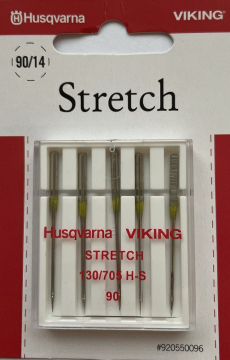 Husqvarna VIKING
90/14
Stretch
Husqvarna VIKING
STRETCH
130/705 H-S
90
#920550096